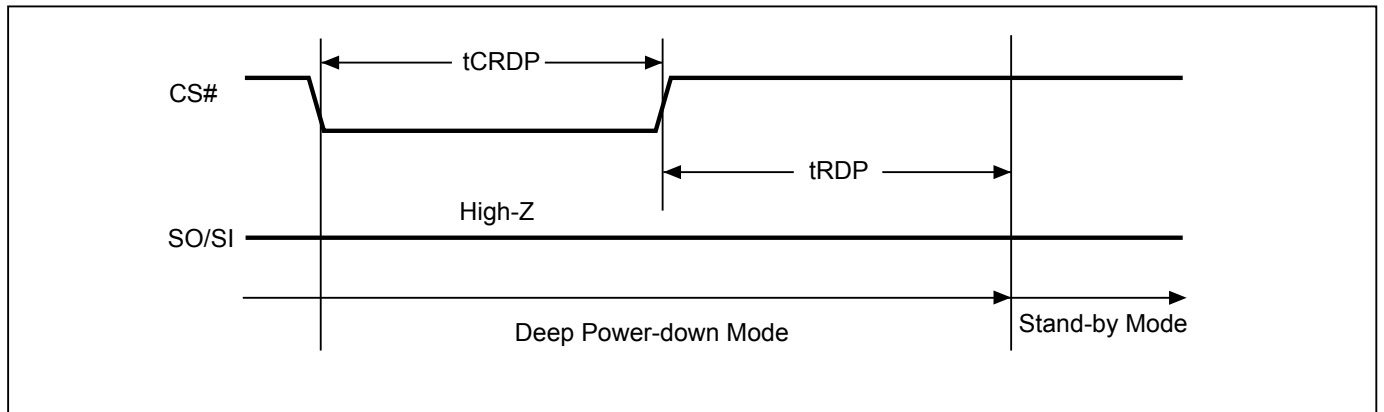 tCRDP
CS#
tRDP
High-Z
SO/SI
Deep Power-down Mode
Stand-by Mode